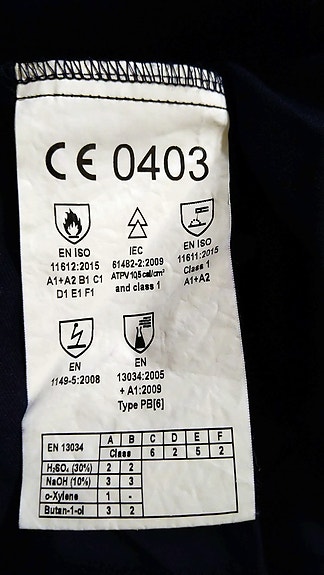 CE 0403
EN ISO
11612:2015
A1+A2 B1 C1
D1 E1 F1
IEC
61482-2:2009
ATPV 10,5 cal/cm²
and class 1
EN ISO
11611:2015
Class 1
A1+A2
EN
1149-5:2008
EN
13034:2005
+ A1:2009
Type PB[6]
EN 13034 A B C D E F
Class 6 2 5 2
H₂SO₄ (30%) 2 2
NaOH (10%) 3 3
o-Xylene 1 -
Butan-1-ol 3 2